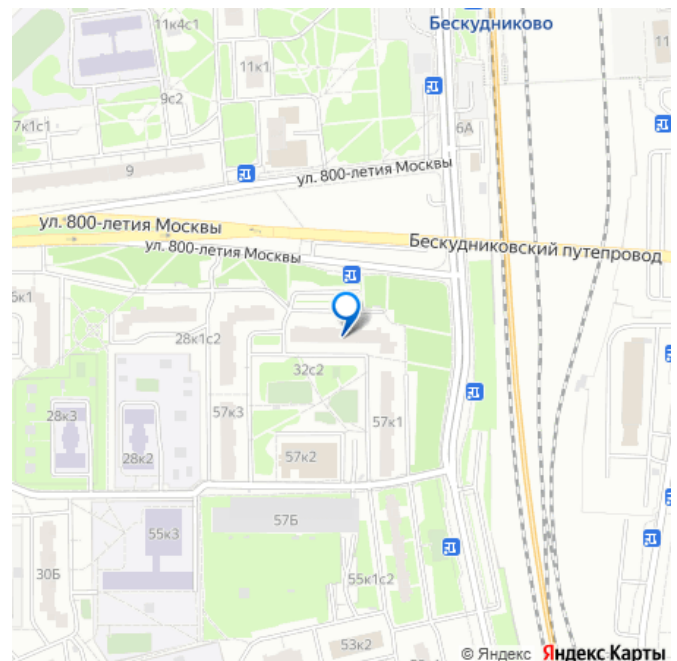 Бескудниково
11к4с1
11к1
11
9с2
7к1с1
6А
9
ул. 800-летия Москвы
ул. 800-летия Москвы
Бескудниковский путепровод
ул. 800-летия Москвы
6к1
28к1с2
32с2
28к3
57к3
57к1
28к2
57к2
57Б
55к3
30Б
55к1с2
53к2
© Яндекс Яндекс Карты